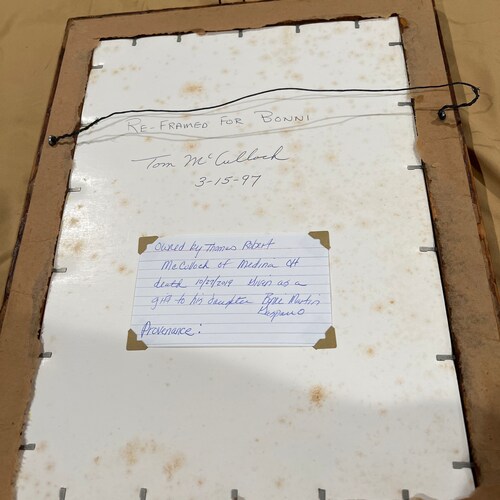 RE-FRAMED FOR BONNI
Tom McCulloch
3-15-97
Owned by Thomas Robert
McCulloch of Medina OH
death 10/27/2019 Given as a
gift to his daughter
Provenance: